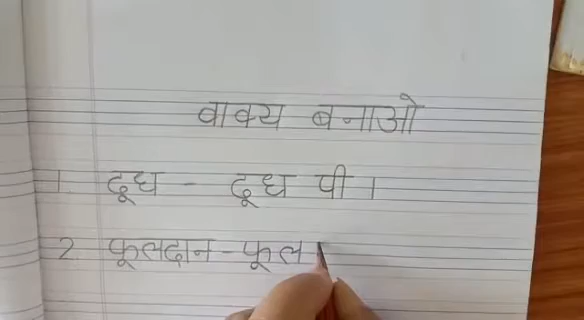 वाक्य बनाओ
1. दूध - दूध पी ।
2. फूलदान - फूल